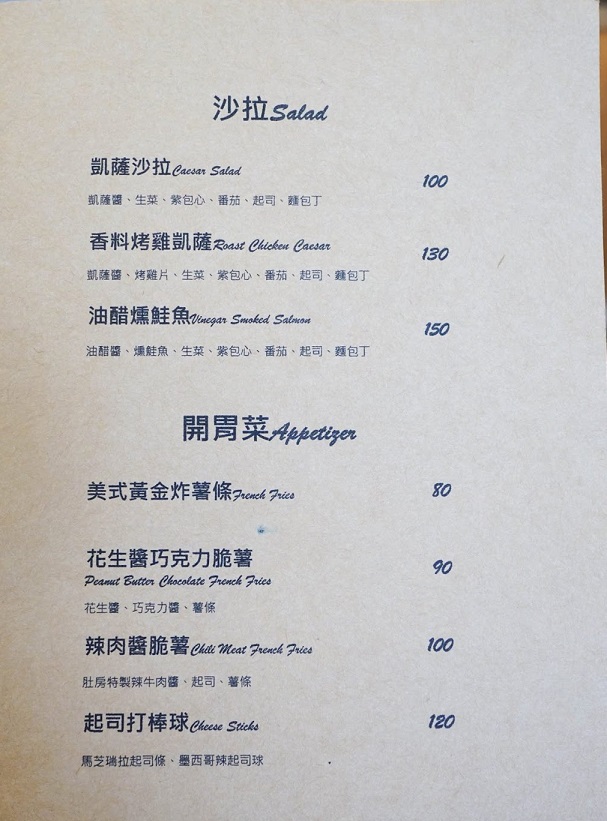 沙拉Salad
凱薩沙拉Caesar Salad
100
凱薩醬、生菜、紫包心、番茄、起司、麵包丁
香料烤雞凱薩Roast Chicken Caesar
130
凱薩醬、烤雞片、生菜、紫包心、番茄、起司、麵包丁
油醋燻鮭魚Vinegar Smoked Salmon
150
油醋醬、燻鮭魚、生菜、紫包心、番茄、起司、麵包丁
開胃菜Appetizer
美式黃金炸薯條French Fries
80
花生醬巧克力脆薯
Peanut Butter Chocolate French Fries
90
花生醬、巧克力醬、薯條
辣肉醬脆薯Chili Meat French Fries
100
肚房特製辣牛肉醬、起司、薯條
起司打棒球Cheese Sticks
120
馬芝瑞拉起司條、墨西哥辣起司球